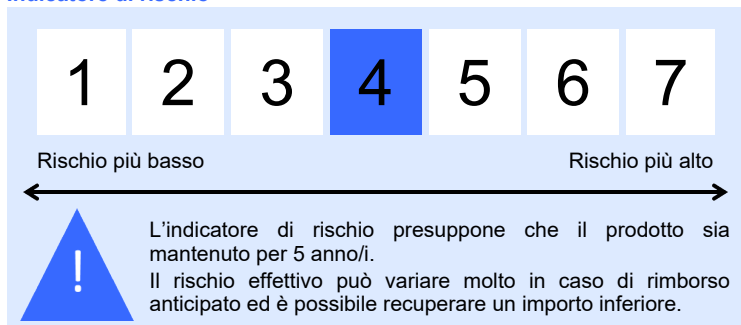 Indicatore di rischio
1 2 3 4 5 6 7
Rischio più basso Rischio più alto
!
L'indicatore di rischio presuppone che il prodotto sia
mantenuto per 5 anno/i.
Il rischio effettivo può variare molto in caso di rimborso
anticipato ed è possibile recuperare un importo inferiore.